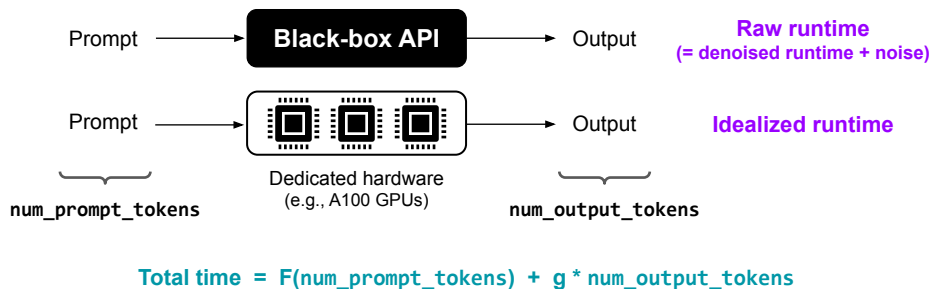 Prompt
Black-box API
Output
Raw runtime
(= denoised runtime + noise)
Prompt
Output
Idealized runtime
Dedicated hardware
(e.g., A100 GPUs)
num_prompt_tokens
num_output_tokens
Total time = F(num_prompt_tokens) + g * num_output_tokens